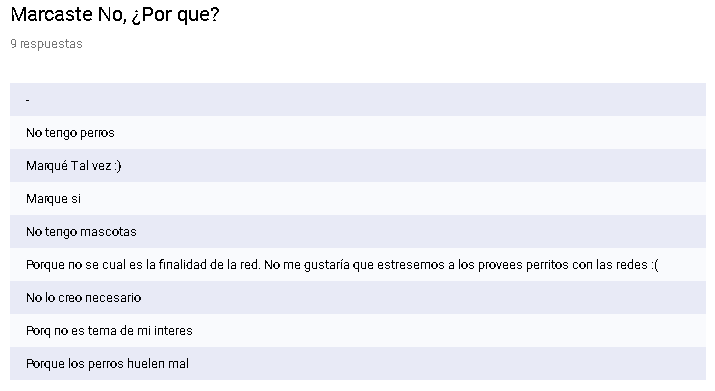 Marcaste No, ¿Por que?
9 respuestas
-
No tengo perros
Marqué Tal vez :)
Marque si
No tengo mascotas
Porque no se cual es la finalidad de la red. No me gustaría que estresemos a los provees perritos con las redes :(
No lo creo necesario
Porq no es tema de mi interes
Porque los perros huelen mal